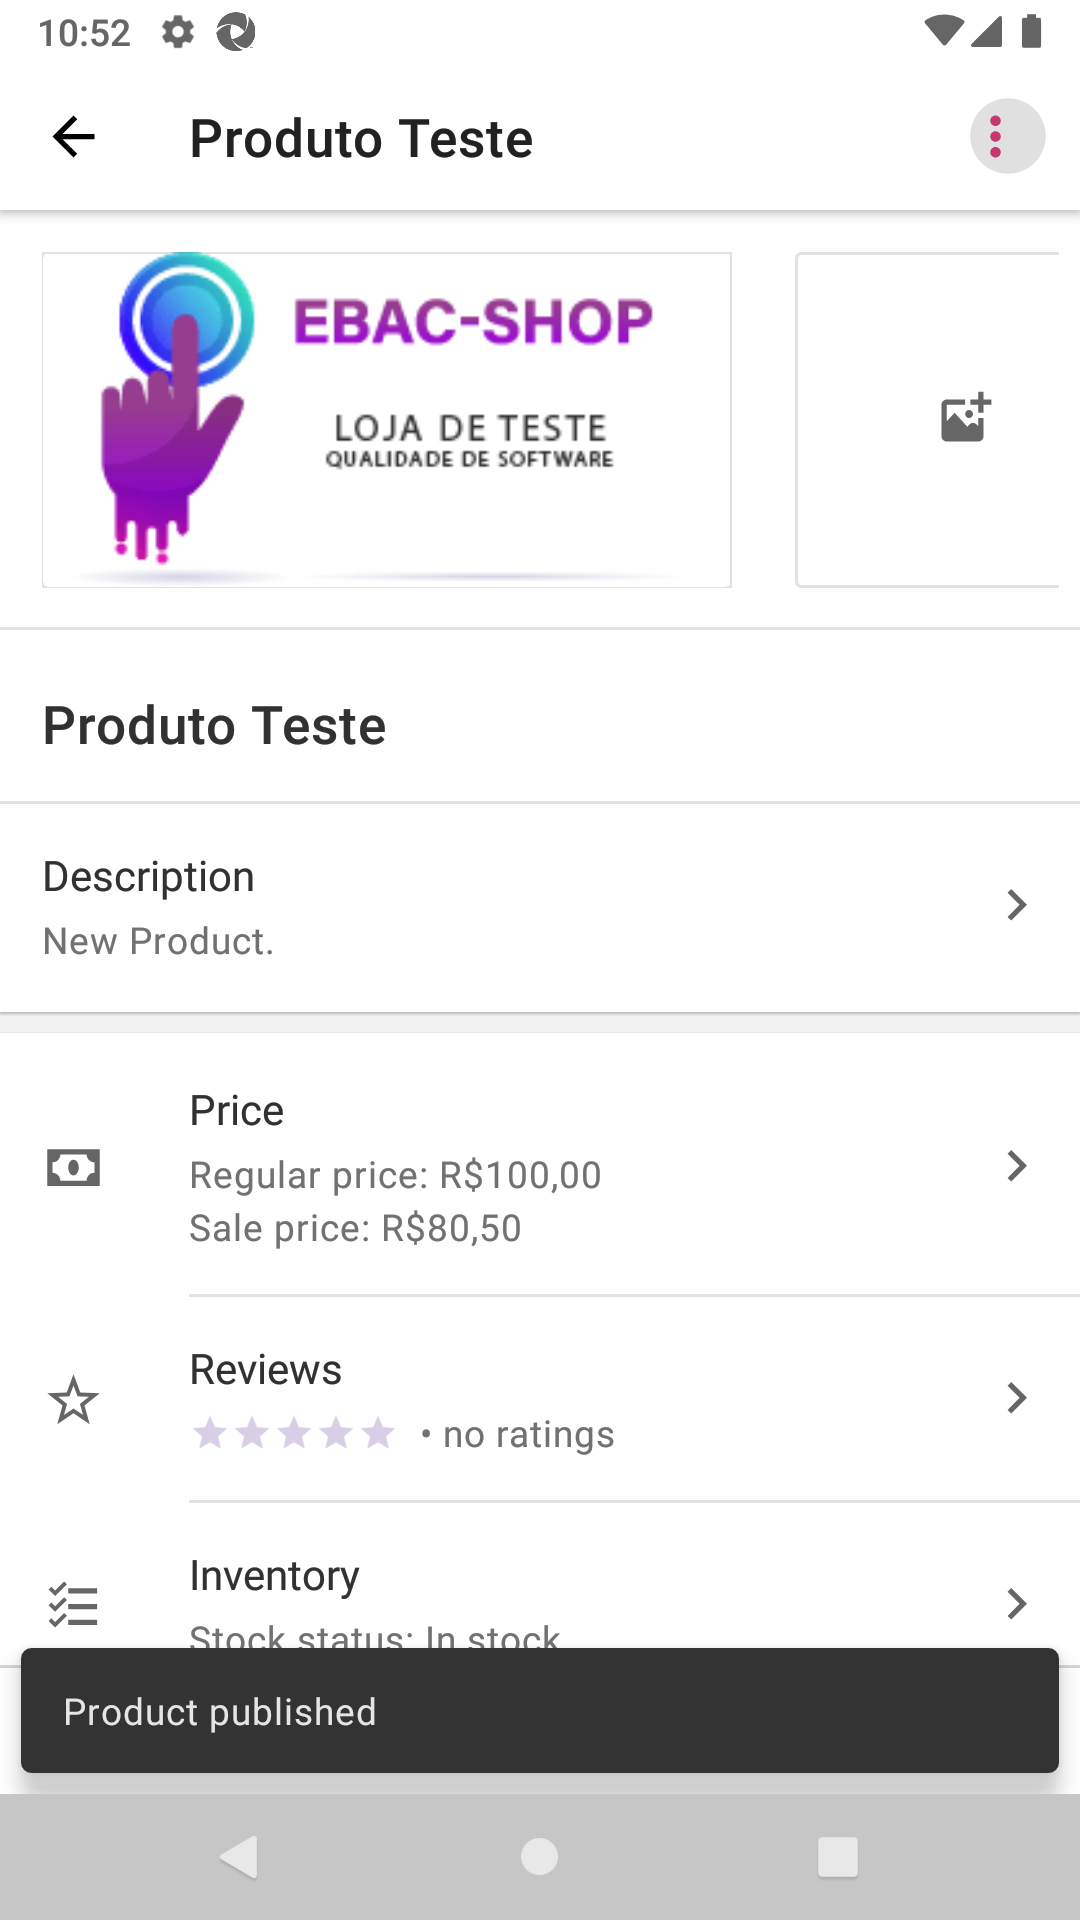 10:52
Produto Teste
EBAC-SHOP
LOJA DE TESTE
QUALIDADE DE SOFTWARE
Produto Teste
Description
New Product.
Price
Regular price: R$100,00
Sale price: R$80,50
Reviews
• no ratings
Inventory
Stock status: In stock
Product published